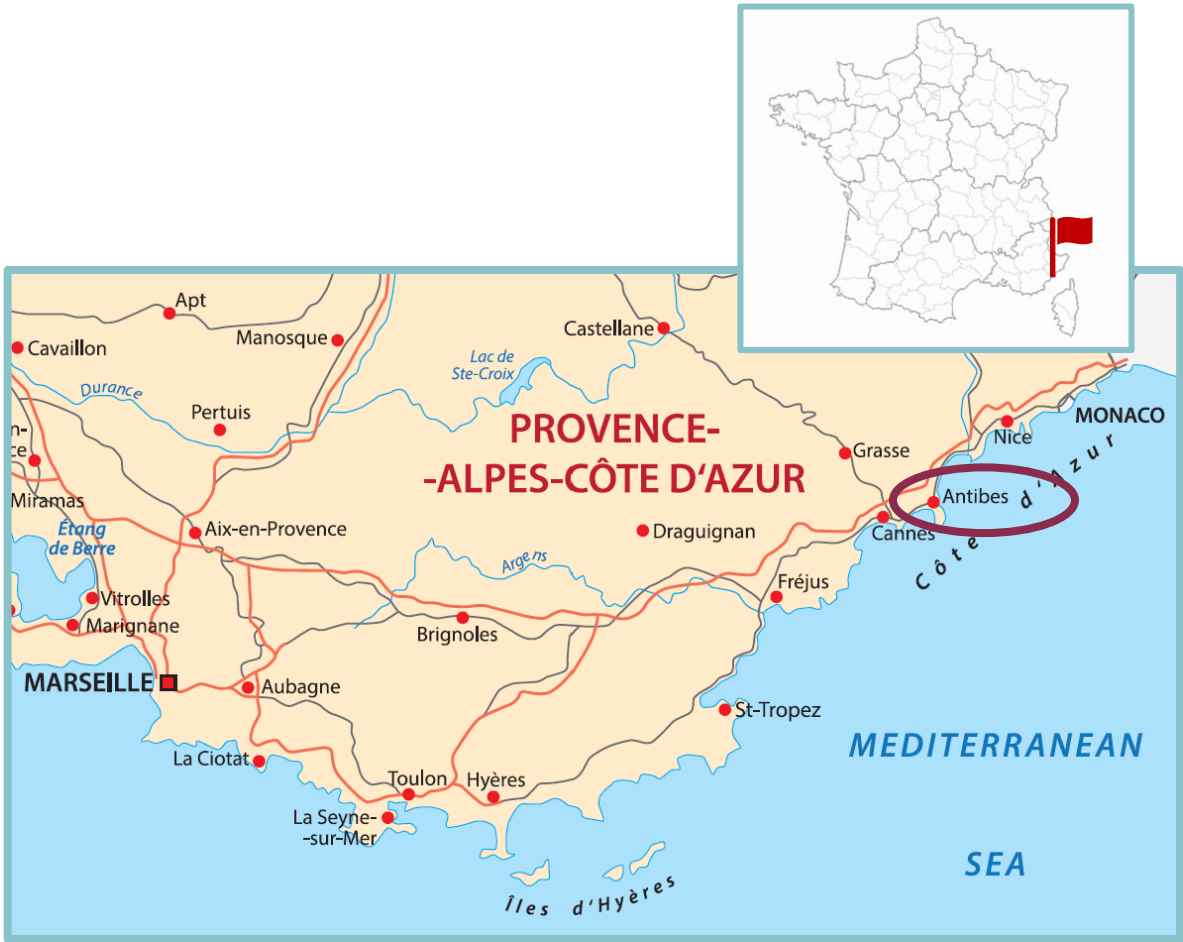 Apt
Castellane
Manosque
Cavaillon
Lac de
Ste-Croix
Durance
Pertuis
PROVENCE-
-ALPES-CÔTE D'AZUR
MONACO
Nice
Grasse
n-
ce
Miramas
Antibes
Côte d'Azur
Étang
de Berre
Aix-en-Provence
Draguignan
Cannes
Argens
Fréjus
Vitrolles
Marignane
Brignoles
MARSEILLE
Aubagne
St-Tropez
MEDITERRANEAN
SEA
La Ciotat
Toulon
Hyères
La Seyne-
-sur-Mer
Îles d'Hyères